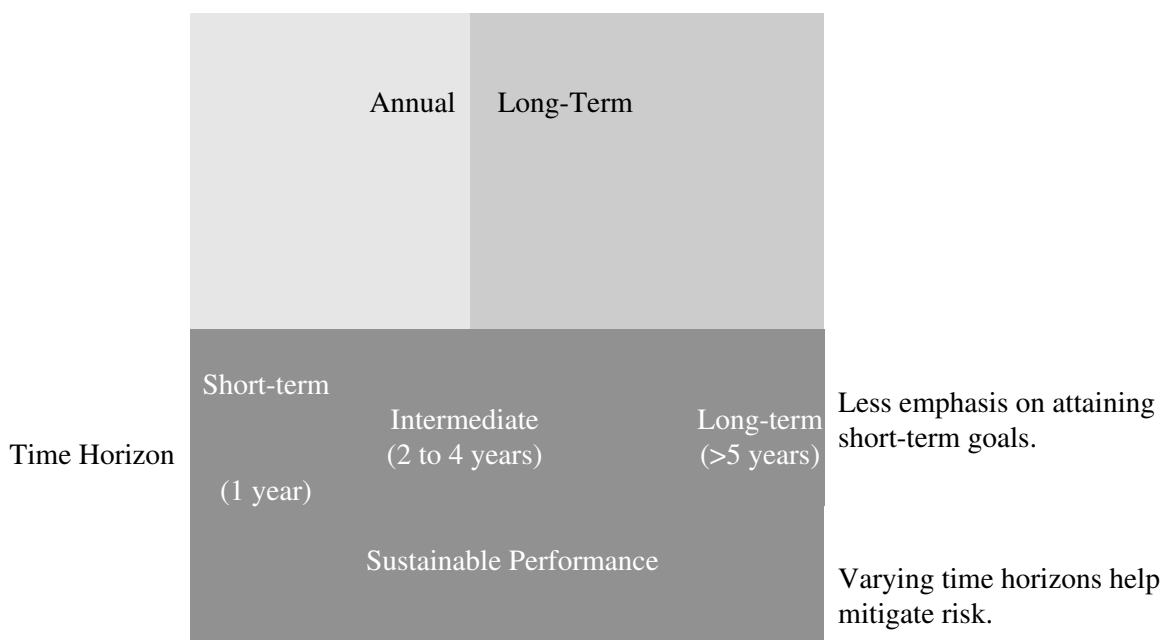 Annual
Long-Term
Time Horizon
Short-term
(1 year)
Intermediate
(2 to 4 years)
Long-term
(>5 years)
Less emphasis on attaining
short-term goals.
Sustainable Performance
Varying time horizons help
mitigate risk.